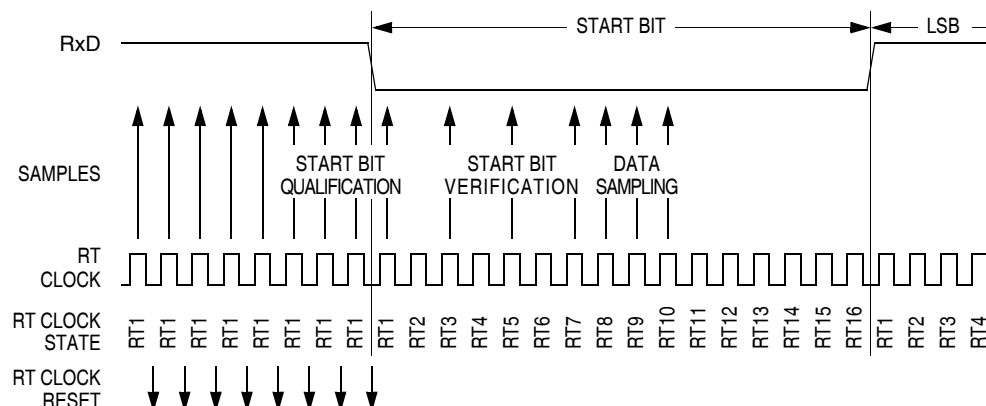 START BIT
LSB
RxD
SAMPLES
START BIT
QUALIFICATION
START BIT
VERIFICATION
DATA
SAMPLING
RT
CLOCK
RT CLOCK
STATE
RT1 RT1 RT1 RT1 RT1 RT1 RT1 RT1 RT1 RT2 RT3 RT4 RT5 RT6 RT7 RT8 RT9 RT10 RT11 RT12 RT13 RT14 RT15 RT16 RT1 RT2 RT3 RT4
RT CLOCK
RESET